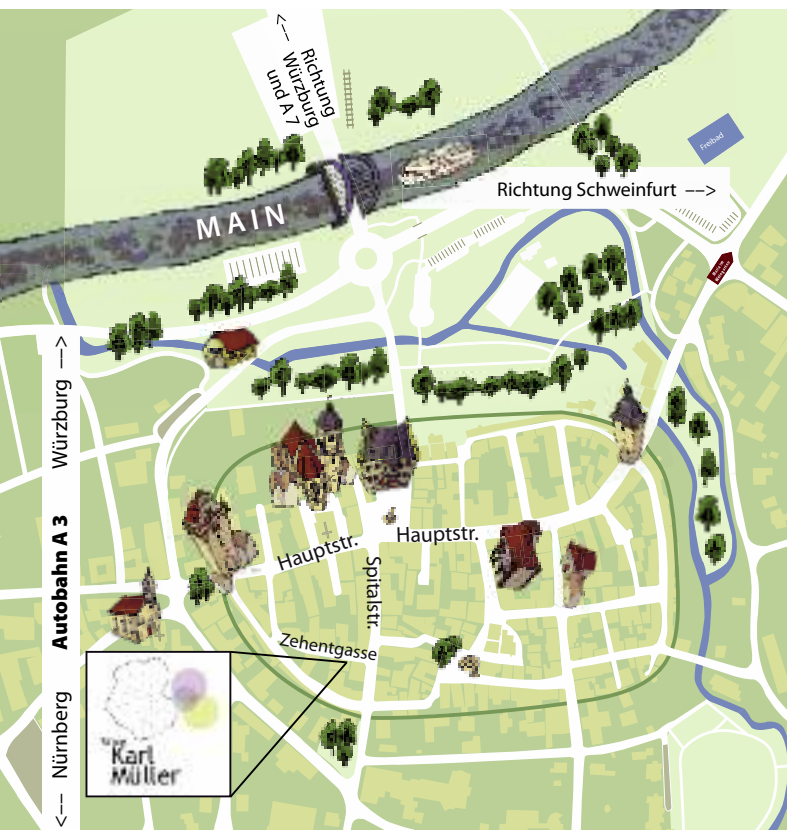 <--
Richtung
Würzburg
und A 7
Freibad
Richtung Schweinfurt -->
MAIN
<-- Nürnberg Autobahn A 3 Würzburg -->
Hauptstr.
Hauptstr.
Spitalstr.
Zehentgasse
Karl
Müller